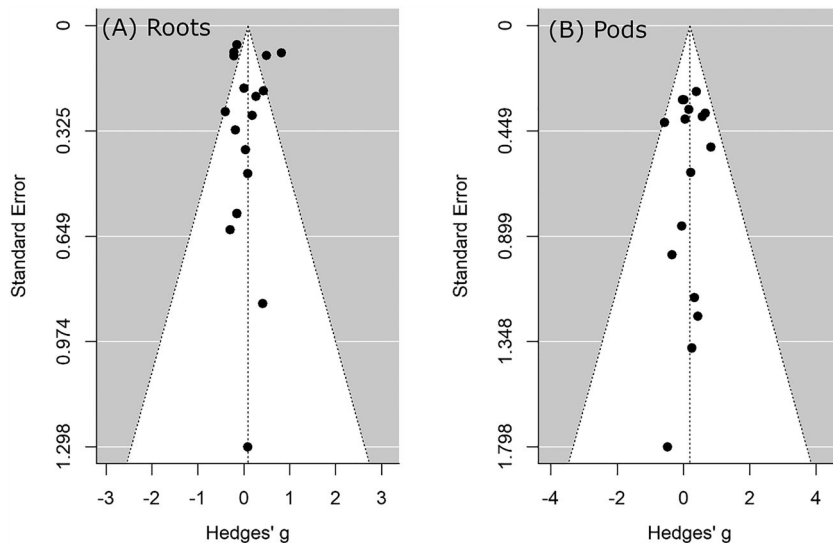 (A) Roots
0
0.325
0.649
0.974
1.298
Standard Error
-3 -2 -1 0 1 2 3
Hedges' g
(B) Pods
0
0.449
0.899
1.348
1.798
Standard Error
-4 -2 0 2 4
Hedges' g